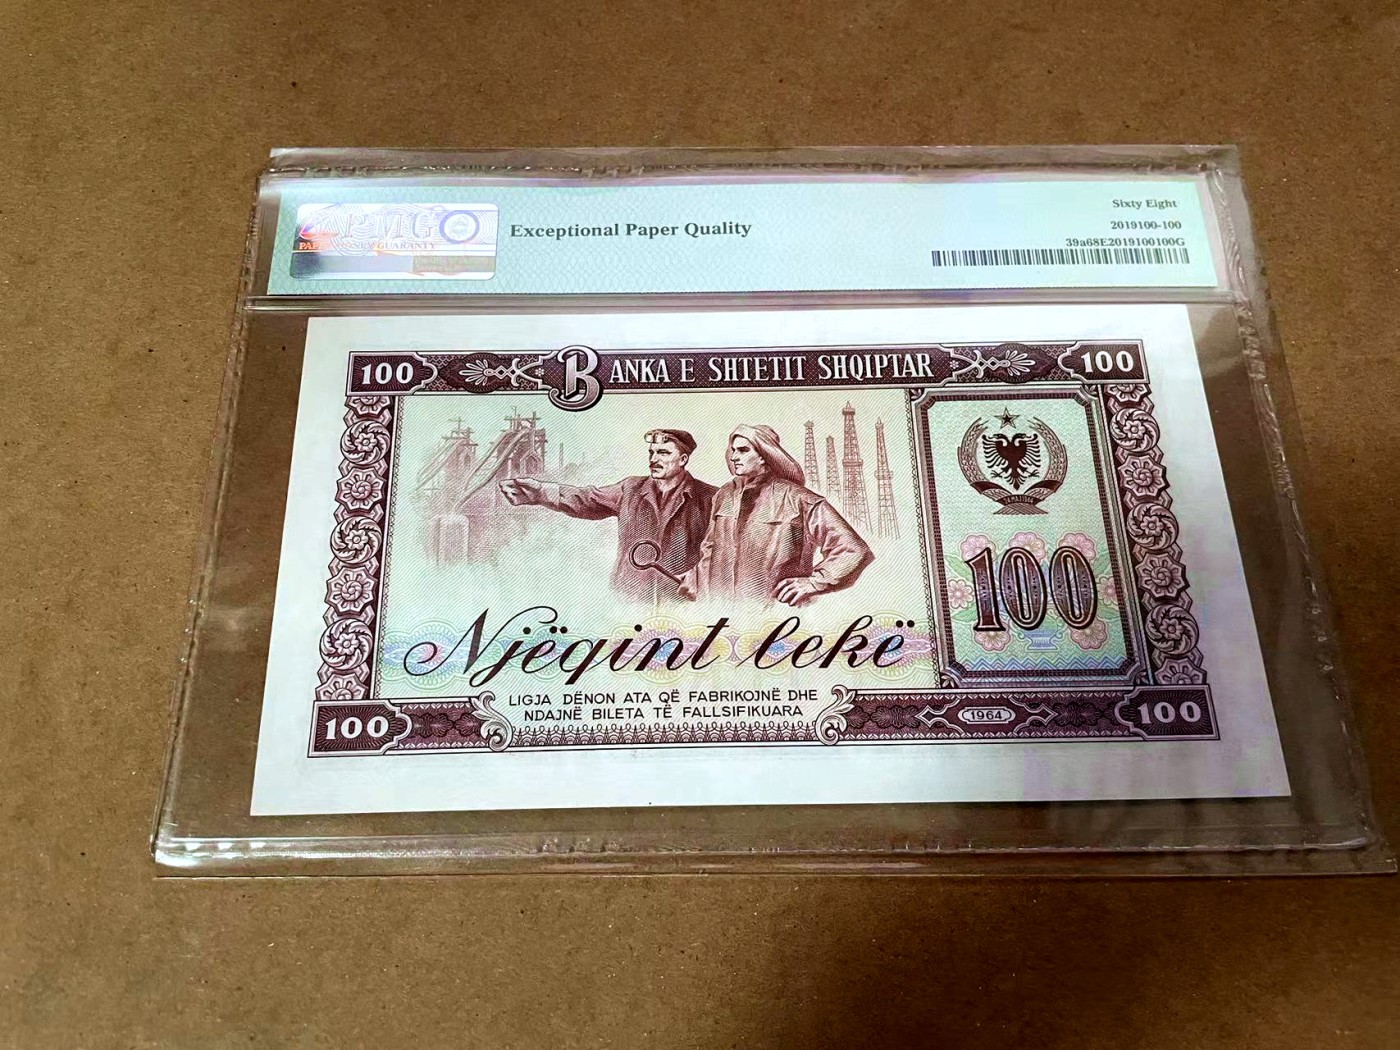 PMG
PAPER MONEY GUARANTY
Exceptional Paper Quality
Sixty Eight
2019100-100
39a68E2019100100G
100
BANKA E SHTETIT SHQIPTAR
100
100
Njëqint lekë
LIGJA DËNON ATA QË FABRIKOJNË DHE
NDAJNË BILETA TË FALLSIFIKUARA
100
1964
100